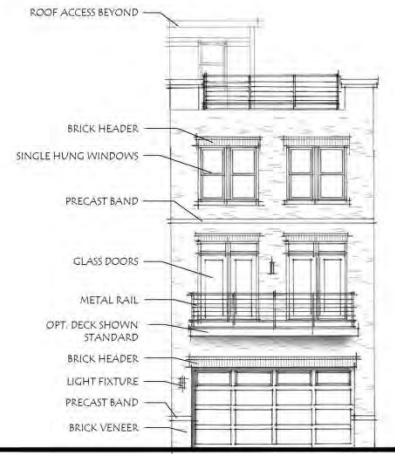 ROOF ACCESS BEYOND
BRICK HEADER
SINGLE HUNG WINDOWS
PRECAST BAND
GLASS DOORS
METAL RAIL
OPT. DECK SHOWN
STANDARD
BRICK HEADER
LIGHT FIXTURE
PRECAST BAND
BRICK VENEER